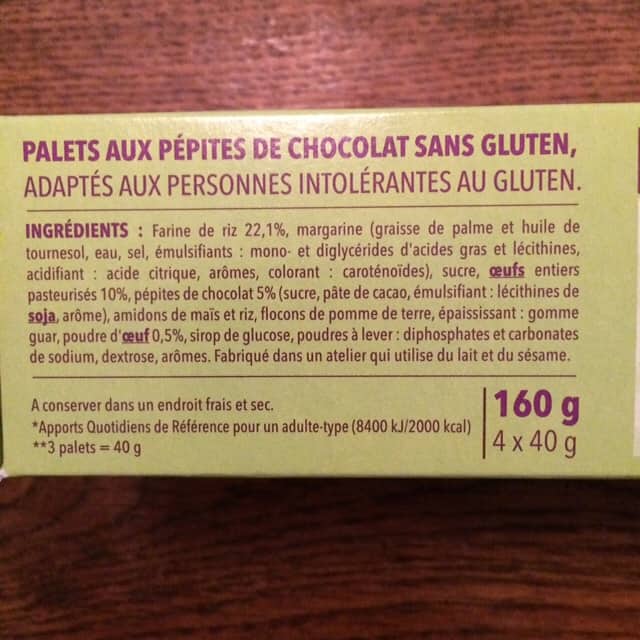 PALETS AUX PÉPITES DE CHOCOLAT SANS GLUTEN,
ADAPTÉS AUX PERSONNES INTOLÉRANTES AU GLUTEN.
INGRÉDIENTS : Farine de riz 22,1%, margarine (graisse de palme et huile de
tournesol, eau, sel, émulsifiants : mono- et diglycérides d'acides gras et lécithines,
acidifiant : acide citrique, arômes, colorant : caroténoïdes), sucre, œufs entiers
pasteurisés 10%, pépites de chocolat 5% (sucre, pâte de cacao, émulsifiant : lécithines de
soja, arôme), amidons de maïs et riz, flocons de pomme de terre, épaississant : gomme
guar, poudre d'œuf 0,5%, sirop de glucose, poudres à lever : diphosphates et carbonates
de sodium, dextrose, arômes. Fabriqué dans un atelier qui utilise du lait et du sésame.
A conserver dans un endroit frais et sec.
*Apports Quotidiens de Référence pour un adulte-type (8400 kJ/2000 kcal)
**3 palets = 40 g
160 g
4 x 40 g